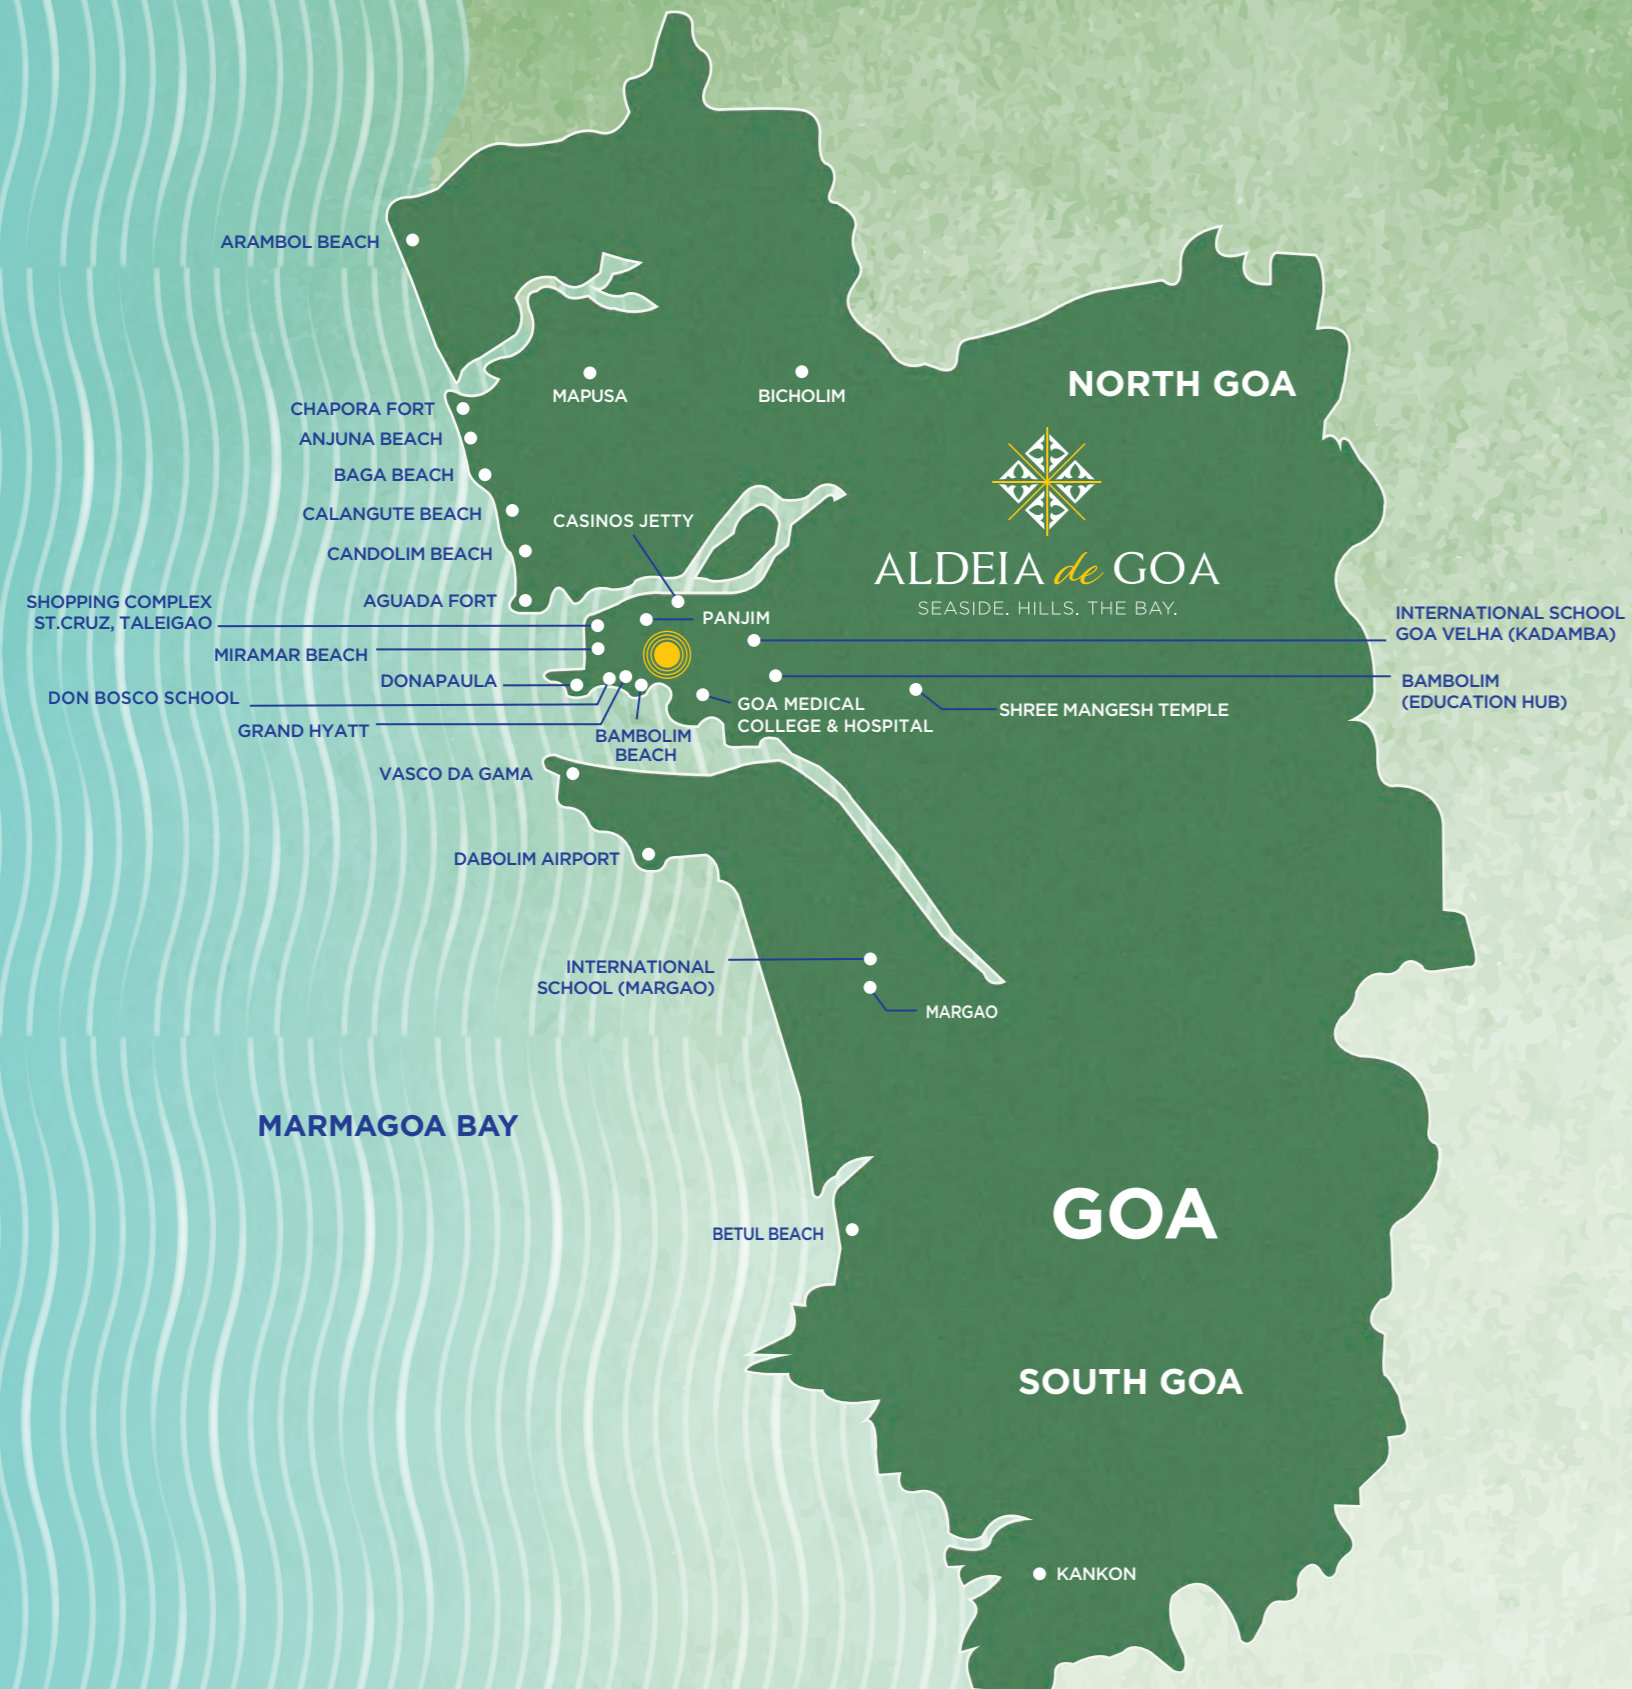 ARAMBOL BEACH
MAPUSA
BICHOLIM
NORTH GOA
CHAPORA FORT
ANJUNA BEACH
BAGA BEACH
CALANGUTE BEACH
CASINOS JETTY
CANDOLIM BEACH
ALDEIA de GOA
SEASIDE. HILLS. THE BAY.
SHOPPING COMPLEX
ST.CRUZ, TALEIGAO
AGUADA FORT
PANJIM
INTERNATIONAL SCHOOL
GOA VELHA (KADAMBA)
MIRAMAR BEACH
DONAPAULA
BAMBOLIM
(EDUCATION HUB)
DON BOSCO SCHOOL
GOA MEDICAL
COLLEGE & HOSPITAL
SHREE MANGESH TEMPLE
GRAND HYATT
BAMBOLIM
BEACH
VASCO DA GAMA
DABOLIM AIRPORT
INTERNATIONAL
SCHOOL (MARGAO)
MARGAO
MARMAGOA BAY
GOA
BETUL BEACH
SOUTH GOA
KANKON